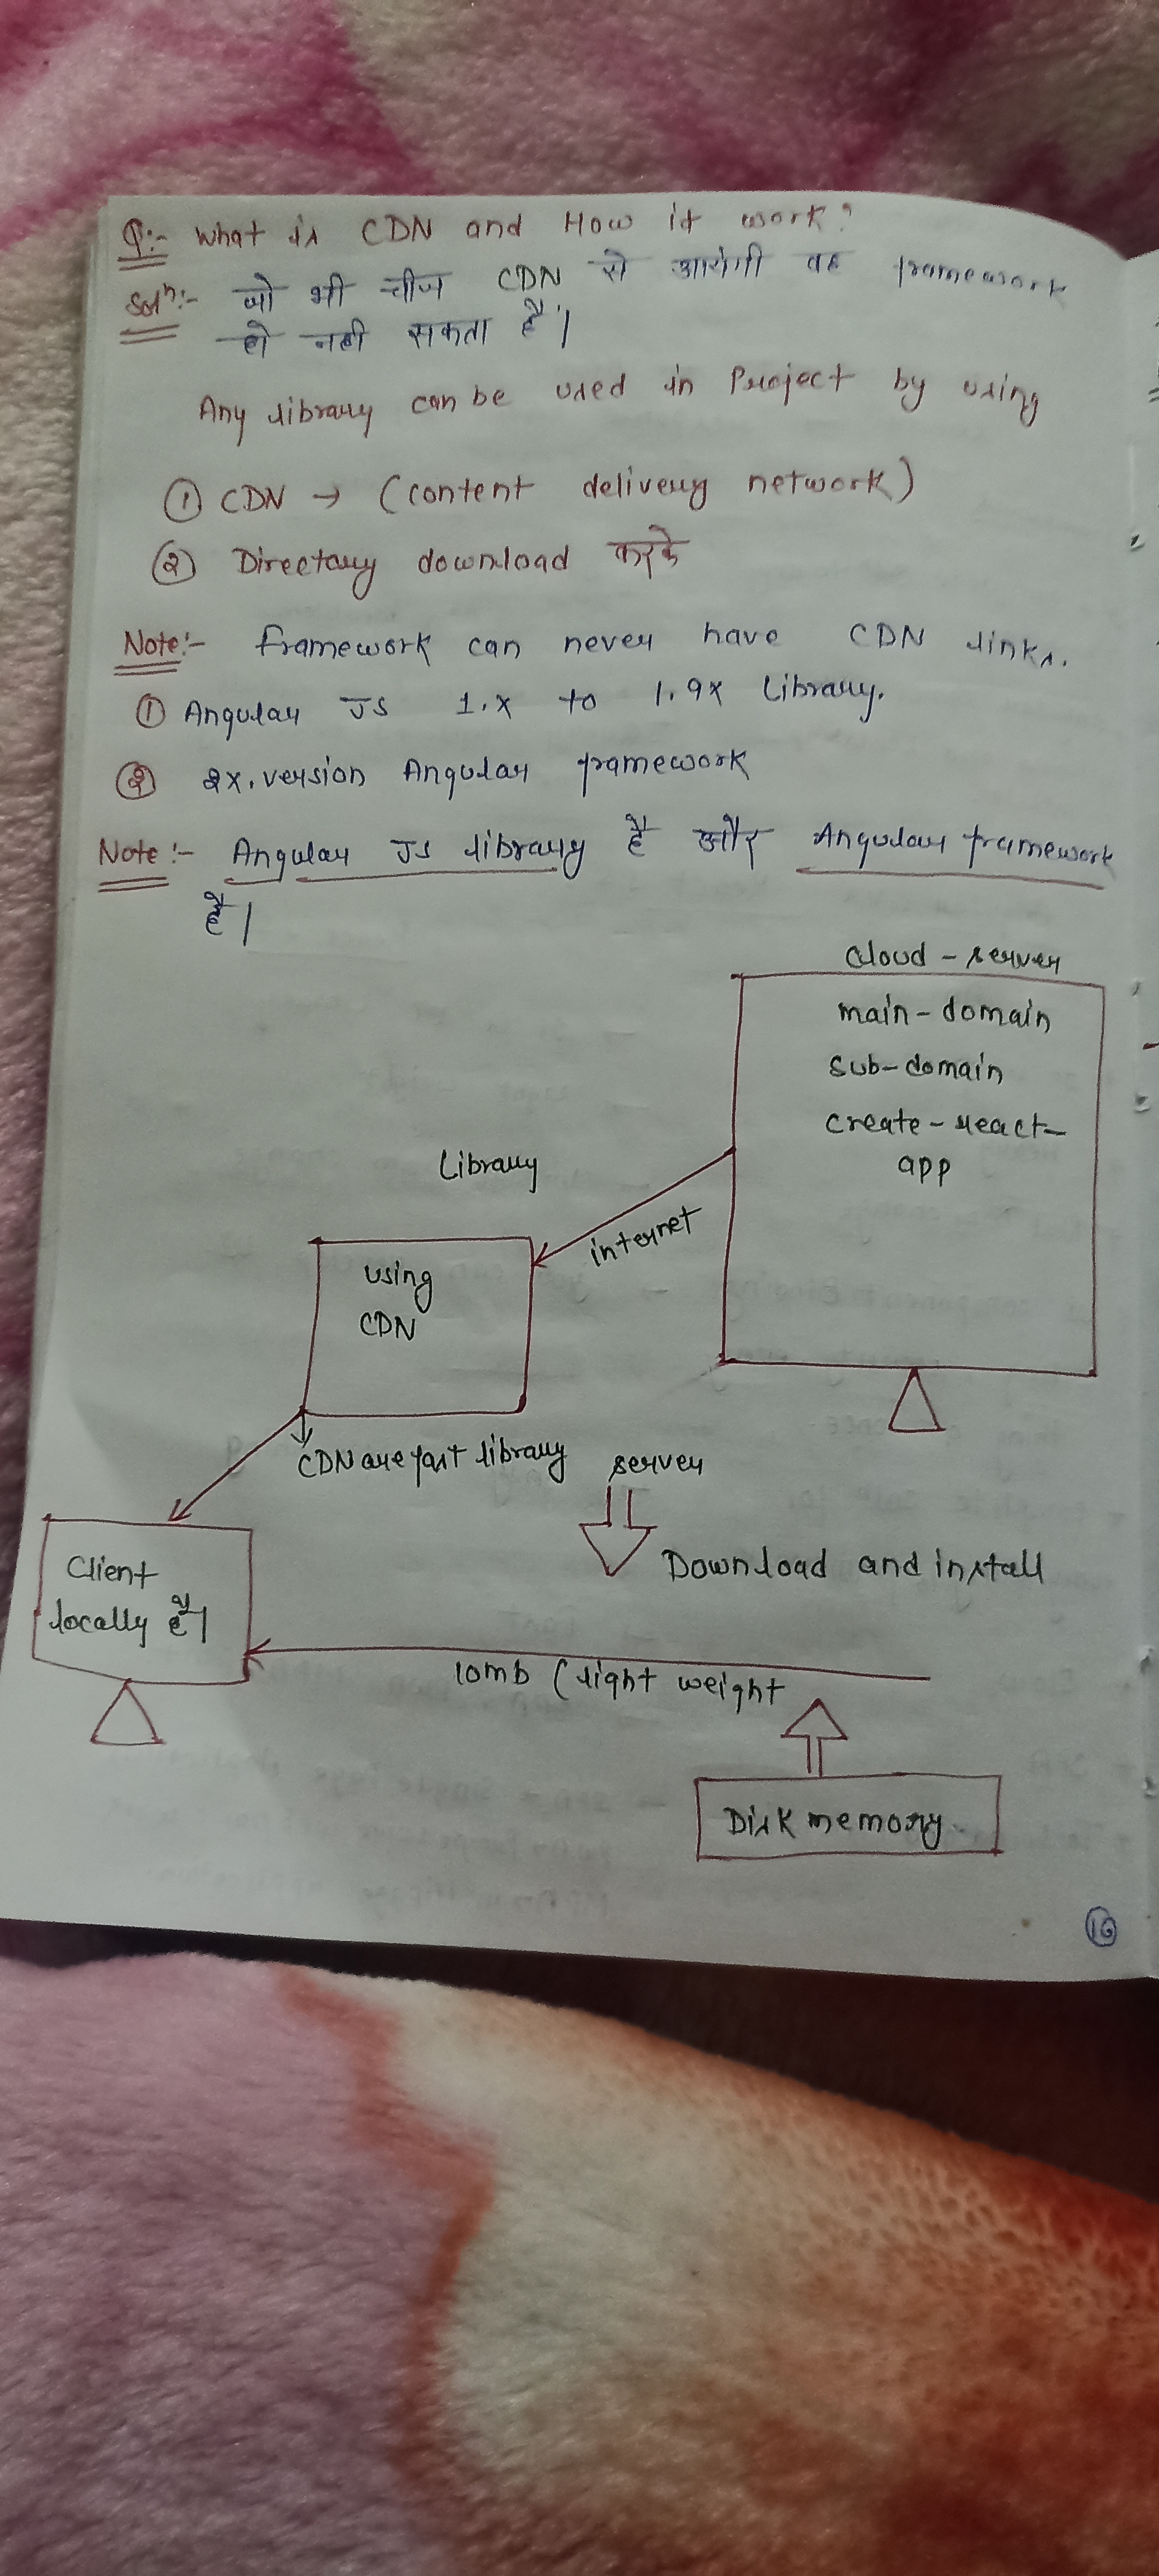 Q:- What is CDN and How it work?
Solⁿ:- जो भी चीज CDN से आयेगी वह framework
हो नही सकता है।
Any library can be used in Project by using
① CDN → (content delivery network)
② Directory download करके
Note:- framework can never have CDN links.
① Angular JS 1.x to 1.9x Library.
② 2x.version Angular framework
Note:- Angular JS library है और Angular framework
है।
cloud-server
main-domain
sub-domain
create-react-
app
Library
internet
using
CDN
CDN are fast library
server
Download and install
Client
locally है।
10mb (light weight
Disk memory
16